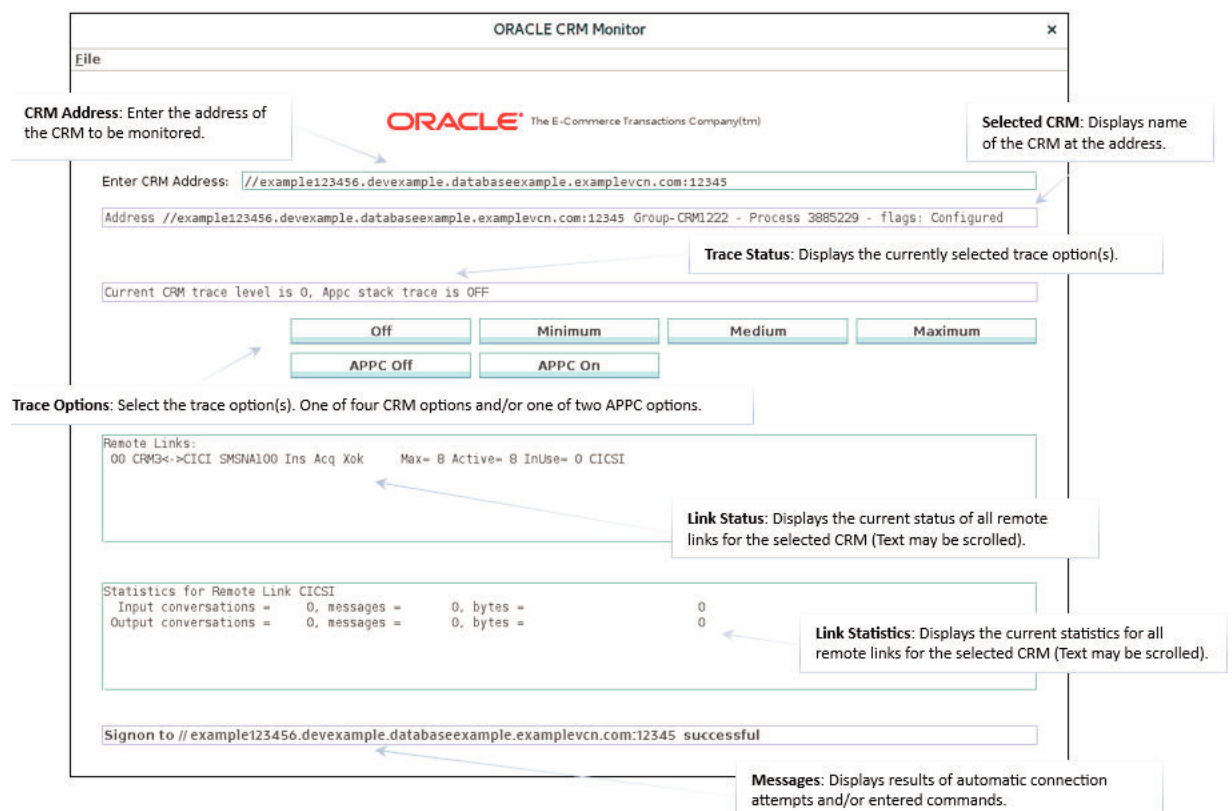 ORACLE CRM Monitor ×
File
CRM Address: Enter the address of
the CRM to be monitored.
ORACLE® The E-Commerce Transactions Company(tm)
Selected CRM: Displays name
of the CRM at the address.
Enter CRM Address: //example123456.devexample.databaseexample.examplevcn.com:12345
Address //example123456.devexample.databaseexample.examplevcn.com:12345 Group-CRM1222 - Process 3885229 - flags: Configured
Trace Status: Displays the currently selected trace option(s).
Current CRM trace level is 0, Appc stack trace is OFF
Off Minimum Medium Maximum
APPC Off APPC On
Trace Options: Select the trace option(s). One of four CRM options and/or one of two APPC options.
Remote Links:
00 CRM3<->CICI SMSNA100 Ins Acq Xok Max= 8 Active= 8 InUse= 0 CICSI
Link Status: Displays the current status of all remote
links for the selected CRM (Text may be scrolled).
Statistics for Remote Link CICSI
Input conversations = 0, messages = 0, bytes = 0
Output conversations = 0, messages = 0, bytes = 0
Link Statistics: Displays the current statistics for all
remote links for the selected CRM (Text may be scrolled).
Signon to //example123456.devexample.databaseexample.examplevcn.com:12345 successful
Messages: Displays results of automatic connection
attempts and/or entered commands.